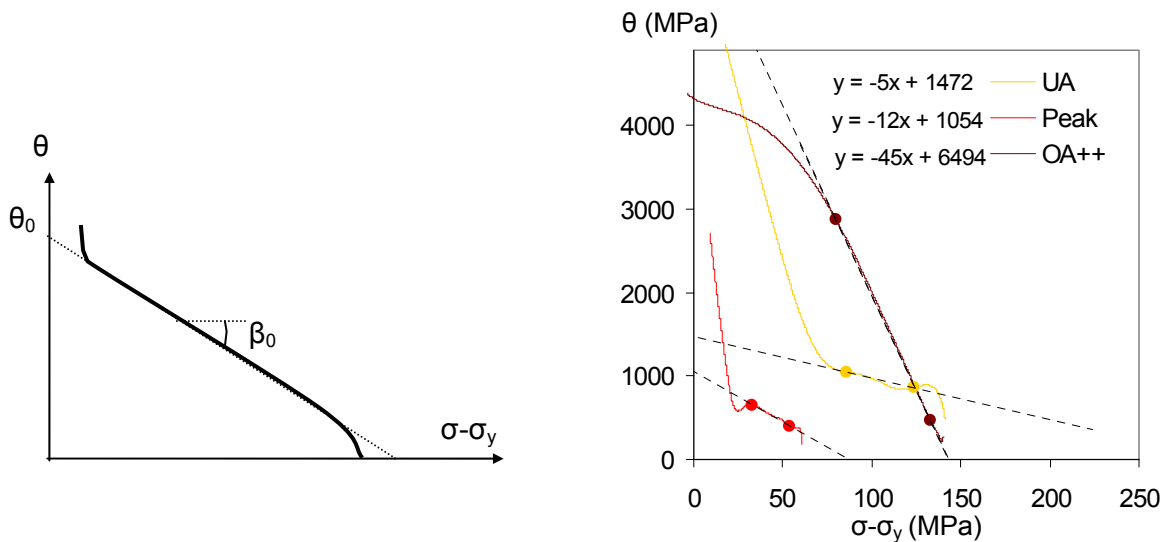 θ
θ₀
β₀
σ-σy
θ (MPa)
y = -5x + 1472 UA
y = -12x + 1054 Peak
y = -45x + 6494 OA++
4000
3000
2000
1000
0
0 50 100 150 200 250
σ-σy (MPa)